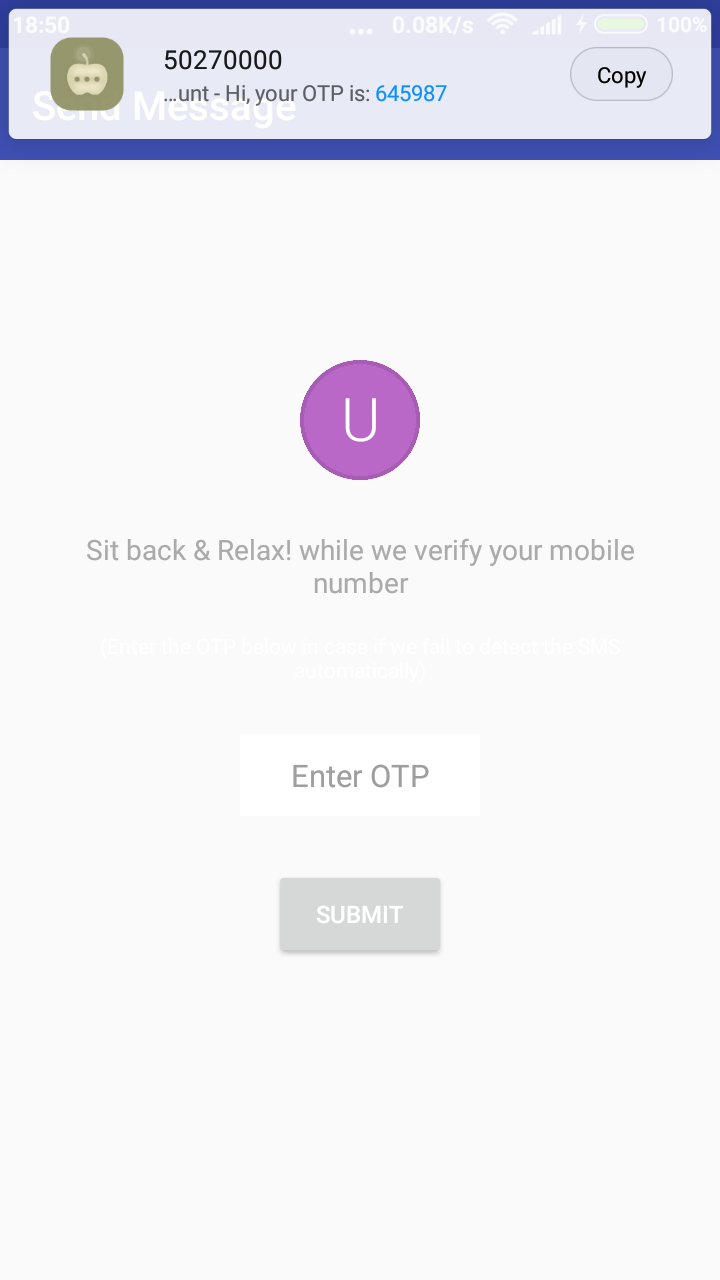 18:50 ... 0.08K/s 100%
50270000
...unt - Hi, your OTP is: 645987
Copy
Send Message
U
Sit back & Relax! while we verify your mobile
number
(Enter the OTP below in case if we fail to detect the SMS
automatically)
Enter OTP
SUBMIT